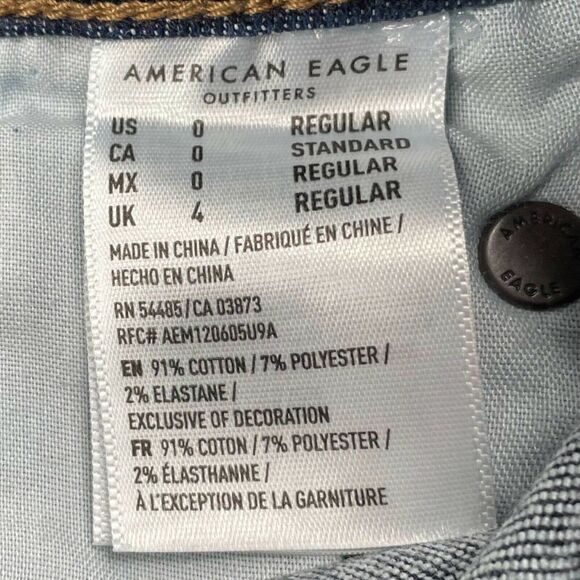 AMERICAN EAGLE
OUTFITTERS
US 0 REGULAR
CA 0 STANDARD
MX 0 REGULAR
UK 4 REGULAR
MADE IN CHINA / FABRIQUÉ EN CHINE /
HECHO EN CHINA
RN 54485 / CA 03873
RFC# AEM120605U9A
EN 91% COTTON / 7% POLYESTER /
2% ELASTANE /
EXCLUSIVE OF DECORATION
FR 91% COTON / 7% POLYESTER /
2% ÉLASTHANNE /
À L'EXCEPTION DE LA GARNITURE
AMERICAN
EAGLE